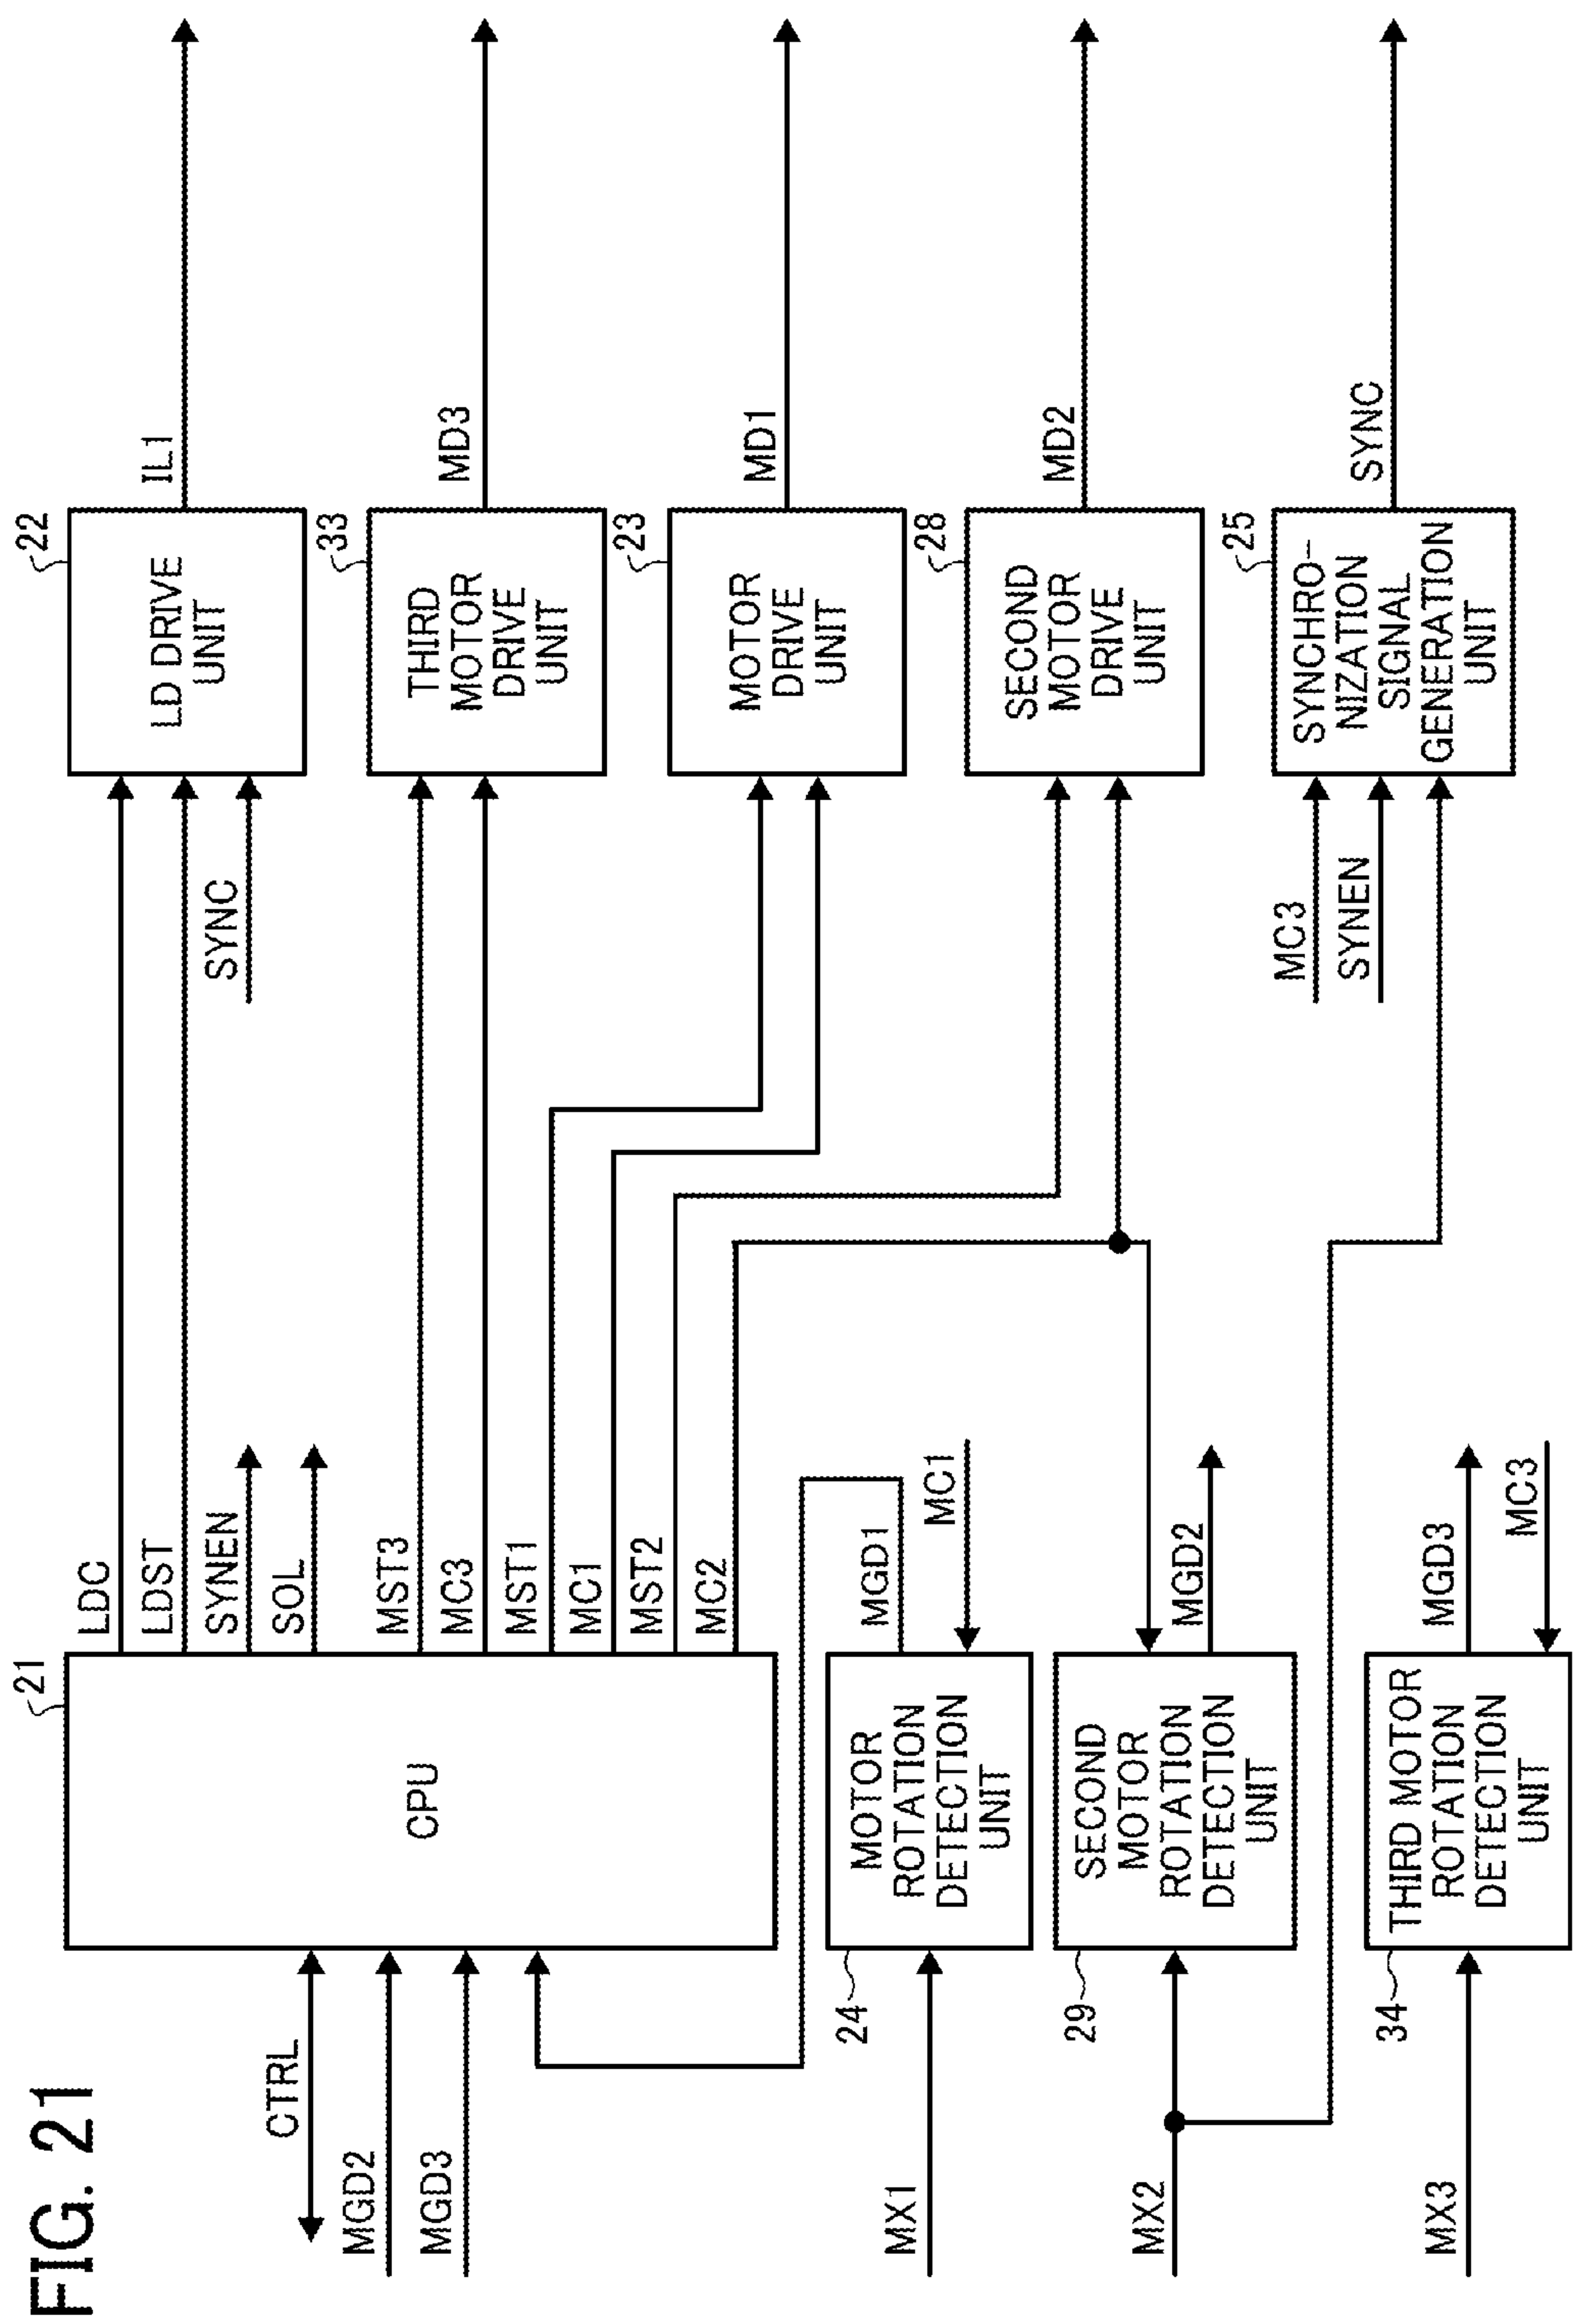 FIG. 21
CTRL
MGD2
MGD3
21
CPU
LDC
LDST
SYNEN
SOL
MST3
MC3
MST1
MC1
MST2
MC2
SYNC
22
LD DRIVE
UNIT
IL1
33
THIRD
MOTOR
DRIVE
UNIT
MD3
23
MOTOR
DRIVE
UNIT
MD1
28
SECOND
MOTOR
DRIVE
UNIT
MD2
MC3
SYNEN
25
SYNCHRO-
NIZATION
SIGNAL
GENERATION
UNIT
SYNC
MX1
24
MOTOR
ROTATION
DETECTION
UNIT
MGD1
MC1
MX2
29
SECOND
MOTOR
ROTATION
DETECTION
UNIT
MGD2
MX3
34
THIRD MOTOR
ROTATION
DETECTION
UNIT
MGD3
MC3